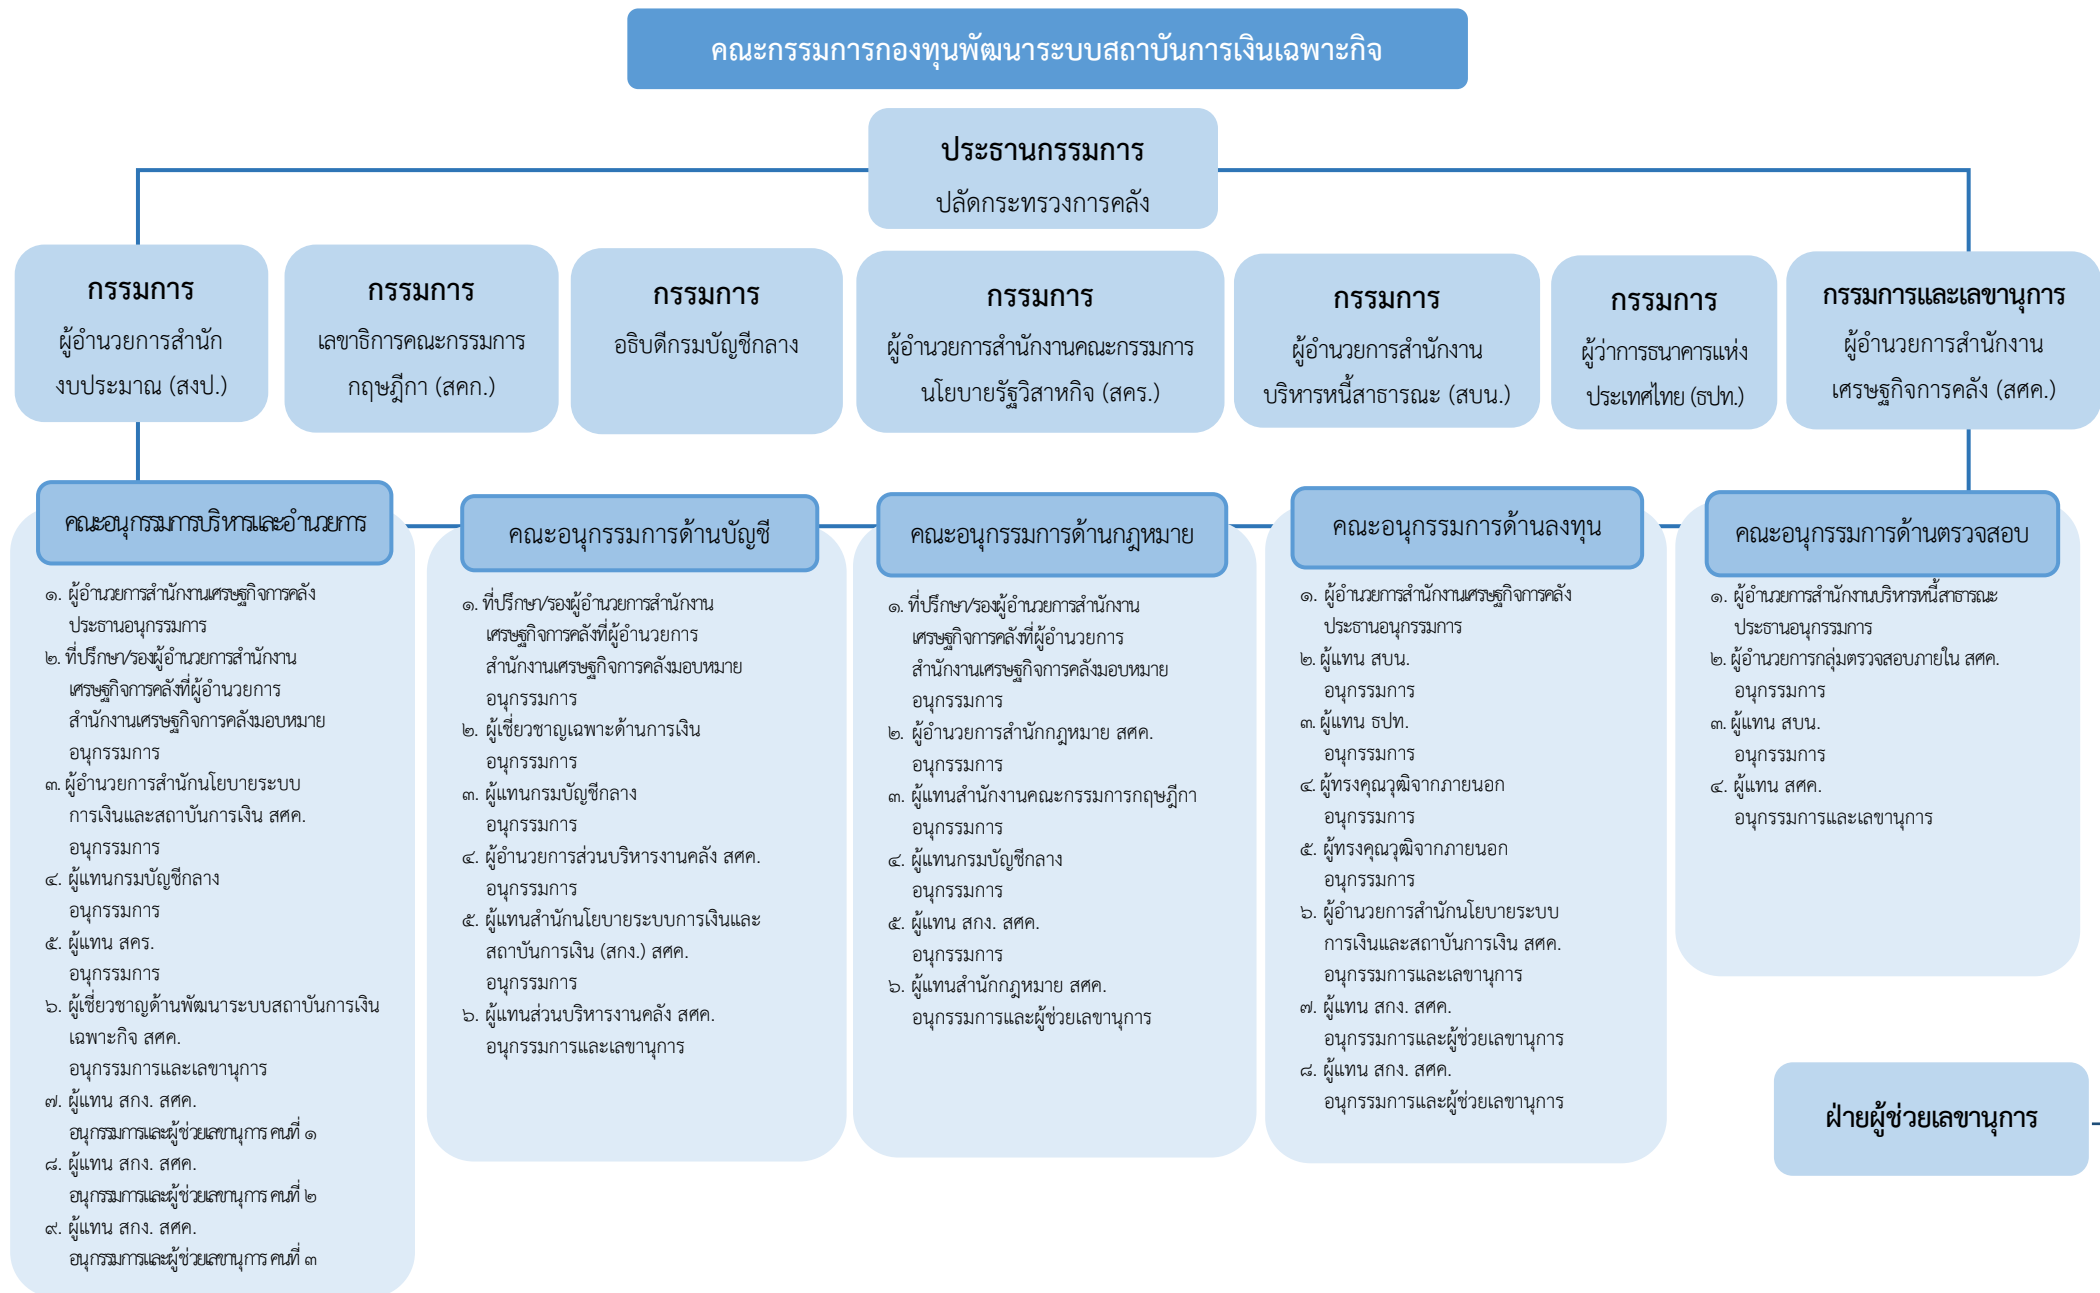 คณะกรรมการกองทุนพัฒนาระบบสถาบันการเงินเฉพาะกิจ
ประธานกรรมการ
ปลัดกระทรวงการคลัง
กรรมการ
ผู้อำนวยการสำนัก
งบประมาณ (สงป.)
กรรมการ
เลขาธิการคณะกรรมการ
กฤษฎีกา (สคก.)
กรรมการ
อธิบดีกรมบัญชีกลาง
กรรมการ
ผู้อำนวยการสำนักงานคณะกรรมการ
นโยบายรัฐวิสาหกิจ (สคร.)
กรรมการ
ผู้อำนวยการสำนักงาน
บริหารหนี้สาธารณะ (สบน.)
กรรมการ
ผู้ว่าการธนาคารแห่ง
ประเทศไทย (ธปท.)
กรรมการและเลขานุการ
ผู้อำนวยการสำนักงาน
เศรษฐกิจการคลัง (สศค.)
คณะอนุกรรมการบริหารและอำนวยการ
๑. ผู้อำนวยการสำนักงานเศรษฐกิจการคลัง
ประธานอนุกรรมการ
๒. ที่ปรึกษา/รองผู้อำนวยการสำนักงาน
เศรษฐกิจการคลังที่ผู้อำนวยการ
สำนักงานเศรษฐกิจการคลังมอบหมาย
อนุกรรมการ
๓. ผู้อำนวยการสำนักนโยบายระบบ
การเงินและสถาบันการเงิน สศค.
อนุกรรมการ
๔. ผู้แทนกรมบัญชีกลาง
อนุกรรมการ
๕. ผู้แทน สคร.
อนุกรรมการ
๖. ผู้เชี่ยวชาญด้านพัฒนาระบบสถาบันการเงิน
เฉพาะกิจ สศค.
อนุกรรมการและเลขานุการ
๗. ผู้แทน สกง. สศค.
อนุกรรมการและผู้ช่วยเลขานุการ คนที่ ๑
๘. ผู้แทน สกง. สศค.
อนุกรรมการและผู้ช่วยเลขานุการ คนที่ ๒
๙. ผู้แทน สกง. สศค.
อนุกรรมการและผู้ช่วยเลขานุการ คนที่ ๓
คณะอนุกรรมการด้านบัญชี
๑. ที่ปรึกษา/รองผู้อำนวยการสำนักงาน
เศรษฐกิจการคลังที่ผู้อำนวยการ
สำนักงานเศรษฐกิจการคลังมอบหมาย
อนุกรรมการ
๒. ผู้เชี่ยวชาญเฉพาะด้านการเงิน
อนุกรรมการ
๓. ผู้แทนกรมบัญชีกลาง
อนุกรรมการ
๔. ผู้อำนวยการส่วนบริหารงานคลัง สศค.
อนุกรรมการ
๕. ผู้แทนสำนักนโยบายระบบการเงินและ
สถาบันการเงิน (สกง.) สศค.
อนุกรรมการ
๖. ผู้แทนส่วนบริหารงานคลัง สศค.
อนุกรรมการและเลขานุการ
คณะอนุกรรมการด้านกฎหมาย
๑. ที่ปรึกษา/รองผู้อำนวยการสำนักงาน
เศรษฐกิจการคลังที่ผู้อำนวยการ
สำนักงานเศรษฐกิจการคลังมอบหมาย
อนุกรรมการ
๒. ผู้อำนวยการสำนักกฎหมาย สศค.
อนุกรรมการ
๓. ผู้แทนสำนักงานคณะกรรมการกฤษฎีกา
อนุกรรมการ
๔. ผู้แทนกรมบัญชีกลาง
อนุกรรมการ
๕. ผู้แทน สกง. สศค.
อนุกรรมการ
๖. ผู้แทนสำนักกฎหมาย สศค.
อนุกรรมการและผู้ช่วยเลขานุการ
คณะอนุกรรมการด้านลงทุน
๑. ผู้อำนวยการสำนักงานเศรษฐกิจการคลัง
ประธานอนุกรรมการ
๒. ผู้แทน สบน.
อนุกรรมการ
๓. ผู้แทน ธปท.
อนุกรรมการ
๔. ผู้ทรงคุณวุฒิจากภายนอก
อนุกรรมการ
๕. ผู้ทรงคุณวุฒิจากภายนอก
อนุกรรมการ
๖. ผู้อำนวยการสำนักนโยบายระบบ
การเงินและสถาบันการเงิน สศค.
อนุกรรมการและเลขานุการ
๗. ผู้แทน สกง. สศค.
อนุกรรมการและผู้ช่วยเลขานุการ
๘. ผู้แทน สกง. สศค.
อนุกรรมการและผู้ช่วยเลขานุการ
คณะอนุกรรมการด้านตรวจสอบ
๑. ผู้อำนวยการสำนักงานบริหารหนี้สาธารณะ
ประธานอนุกรรมการ
๒. ผู้อำนวยการกลุ่มตรวจสอบภายใน สศค.
อนุกรรมการ
๓. ผู้แทน สบน.
อนุกรรมการ
๔. ผู้แทน สศค.
อนุกรรมการและเลขานุการ
ฝ่ายผู้ช่วยเลขานุการ